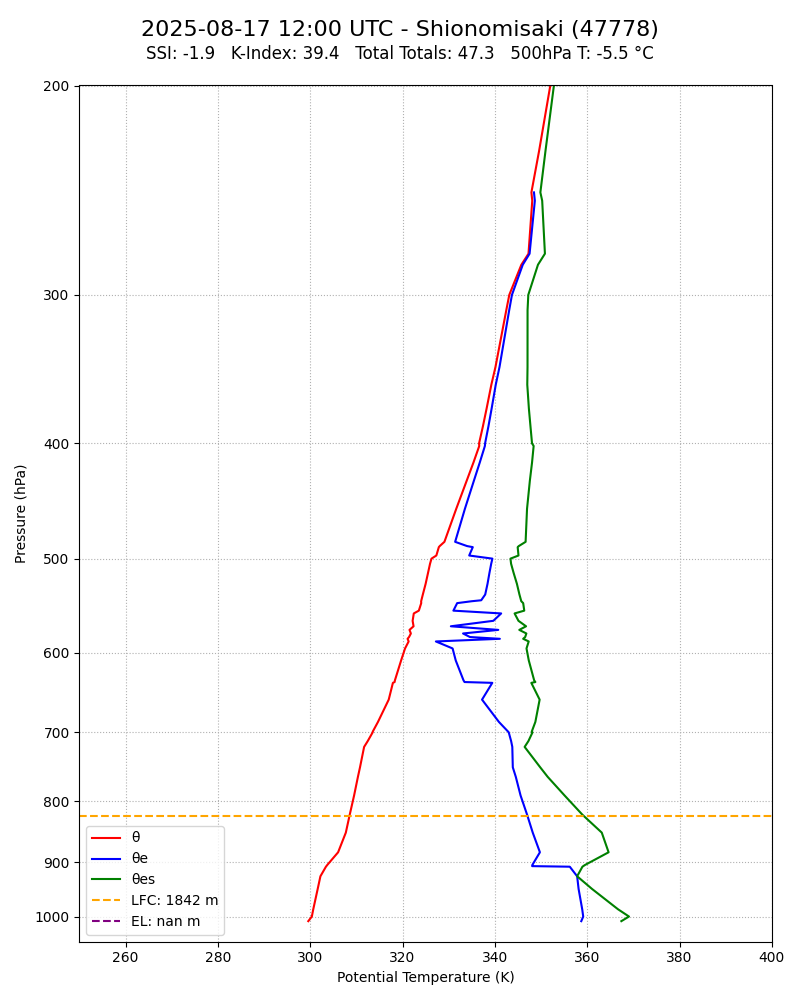 2025-08-17 12:00 UTC - Shionomisaki (47778)
SSI: -1.9   K-Index: 39.4   Total Totals: 47.3   500hPa T: -5.5 °C
200
300
400
500
600
700
800
900
1000
Pressure (hPa)
θ
θe
θes
LFC: 1842 m
EL: nan m
260
280
300
320
340
360
380
400
Potential Temperature (K)